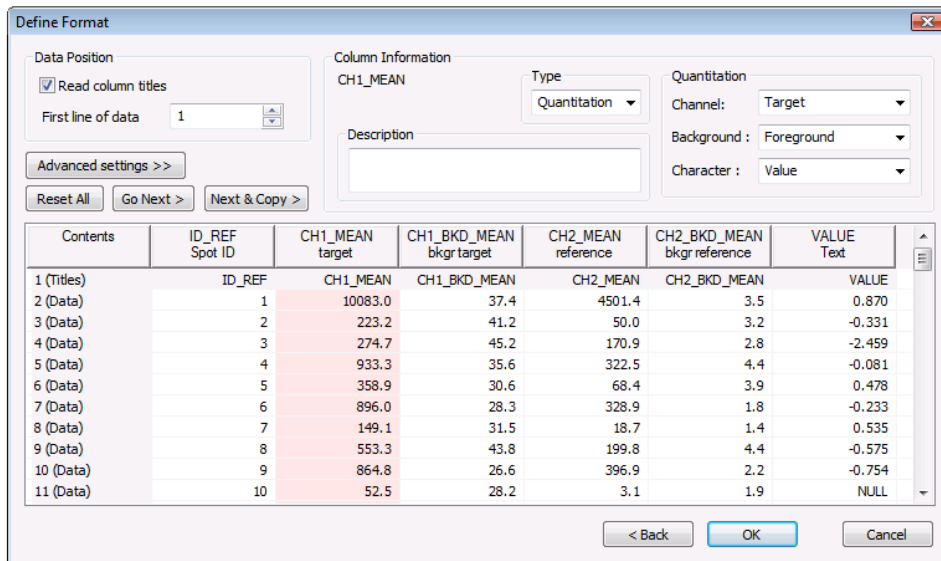 Define Format
Data Position
Read column titles
First line of data 1
Advanced settings >>
Reset All Go Next > Next & Copy >
Column Information
CH1_MEAN
Type
Quantitation
Description
Quantitation
Channel: Target
Background : Foreground
Character : Value
Contents ID_REF CH1_MEAN CH1_BKD_MEAN CH2_MEAN CH2_BKD_MEAN VALUE
Spot ID target bkgr target reference bkgr reference Text
1 (Titles) ID_REF CH1_MEAN CH1_BKD_MEAN CH2_MEAN CH2_BKD_MEAN VALUE
2 (Data) 1 10083.0 37.4 4501.4 3.5 0.870
3 (Data) 2 223.2 41.2 50.0 3.2 -0.331
4 (Data) 3 274.7 45.2 170.9 2.8 -2.459
5 (Data) 4 933.3 35.6 322.5 4.4 -0.081
6 (Data) 5 358.9 30.6 68.4 3.9 0.478
7 (Data) 6 896.0 28.3 328.9 1.8 -0.233
8 (Data) 7 149.1 31.5 18.7 1.4 0.535
9 (Data) 8 553.3 43.8 199.8 4.4 -0.575
10 (Data) 9 864.8 26.6 396.9 2.2 -0.754
11 (Data) 10 52.5 28.2 3.1 1.9 NULL
< Back OK Cancel